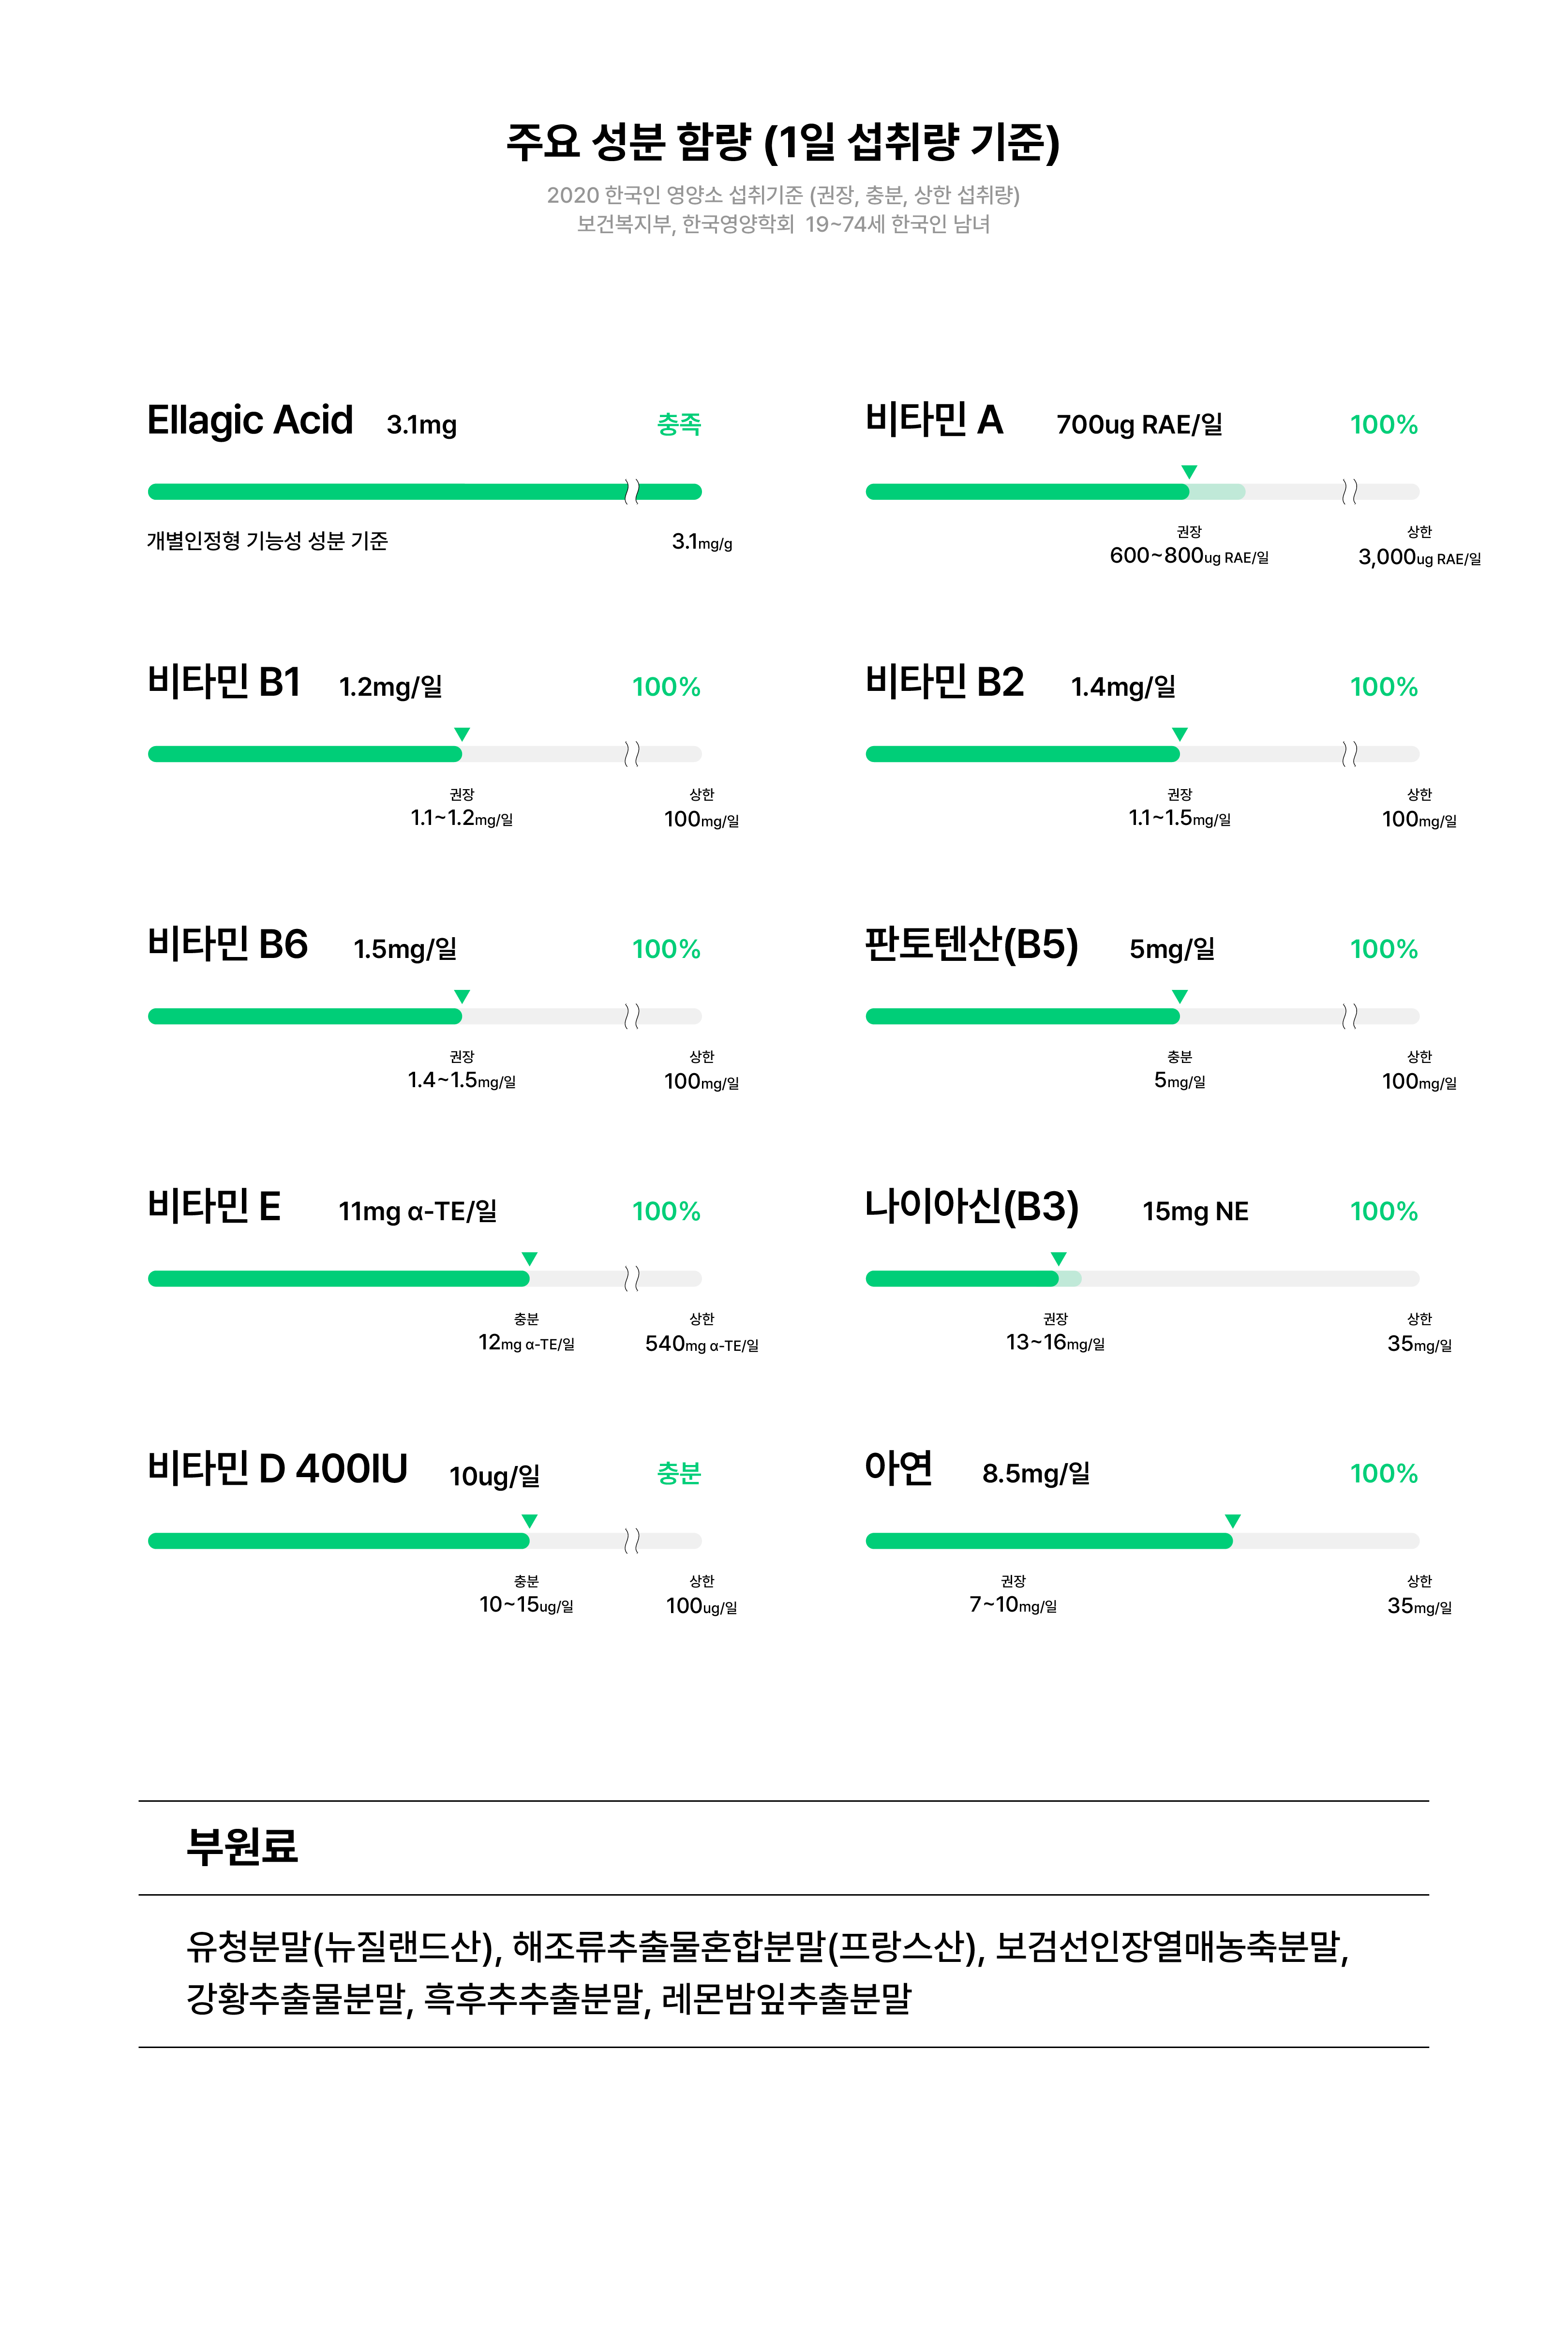 주요 성분 함량 (1일 섭취량 기준)
2020 한국인 영양소 섭취기준 (권장, 충분, 상한 섭취량)
보건복지부, 한국영양학회 19~74세 한국인 남녀
Ellagic Acid 3.1mg 충족
개별인정형 기능성 성분 기준 3.1mg/g
비타민 A 700ug RAE/일 100%
권장 상한
600~800ug RAE/일 3,000ug RAE/일
비타민 B1 1.2mg/일 100%
권장 상한
1.1~1.2mg/일 100mg/일
비타민 B2 1.4mg/일 100%
권장 상한
1.1~1.5mg/일 100mg/일
비타민 B6 1.5mg/일 100%
권장 상한
1.4~1.5mg/일 100mg/일
판토텐산(B5) 5mg/일 100%
충분 상한
5mg/일 100mg/일
비타민 E 11mg α-TE/일 100%
충분 상한
12mg α-TE/일 540mg α-TE/일
나이아신(B3) 15mg NE 100%
권장 상한
13~16mg/일 35mg/일
비타민 D 400IU 10ug/일 충분
충분 상한
10~15ug/일 100ug/일
아연 8.5mg/일 100%
권장 상한
7~10mg/일 35mg/일
부원료
유청분말(뉴질랜드산), 해조류추출물혼합분말(프랑스산), 보검선인장열매농축분말,
강황추출물분말, 흑후추추출분말, 레몬밤잎추출분말